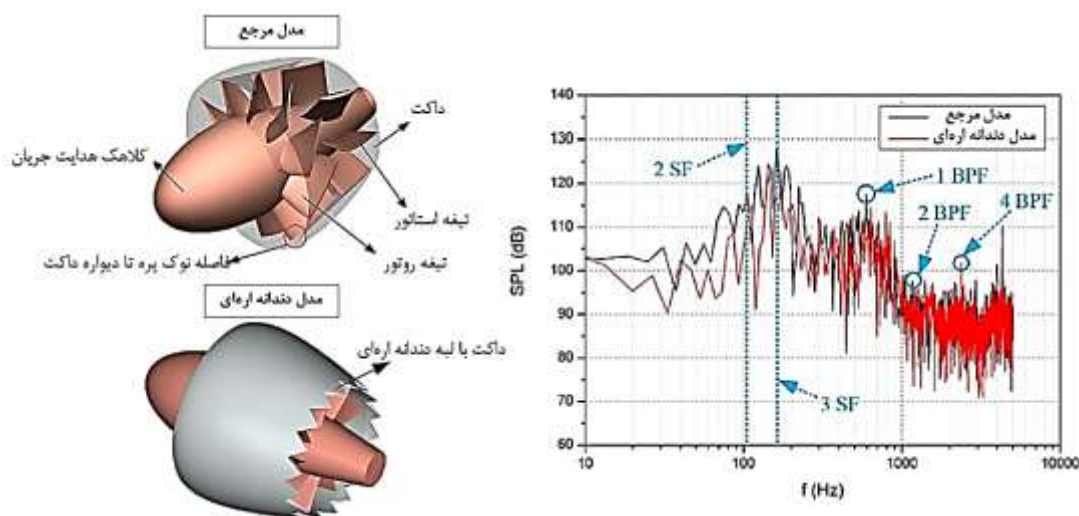 مدل مرجع
داکت
کلاهک هدایت جریان
تیغه استاتور
تیغه روتور
فاصله نوک پره تا دیواره داکت
مدل دندانه اره‌ای
داکت با لبه دندانه اره‌ای
140
130
120
110
100
90
80
70
60
SPL (dB)
مدل مرجع
مدل دندانه اره‌ای
2 SF
1 BPF
2 BPF
4 BPF
3 SF
10
100
1000
10000
f (Hz)